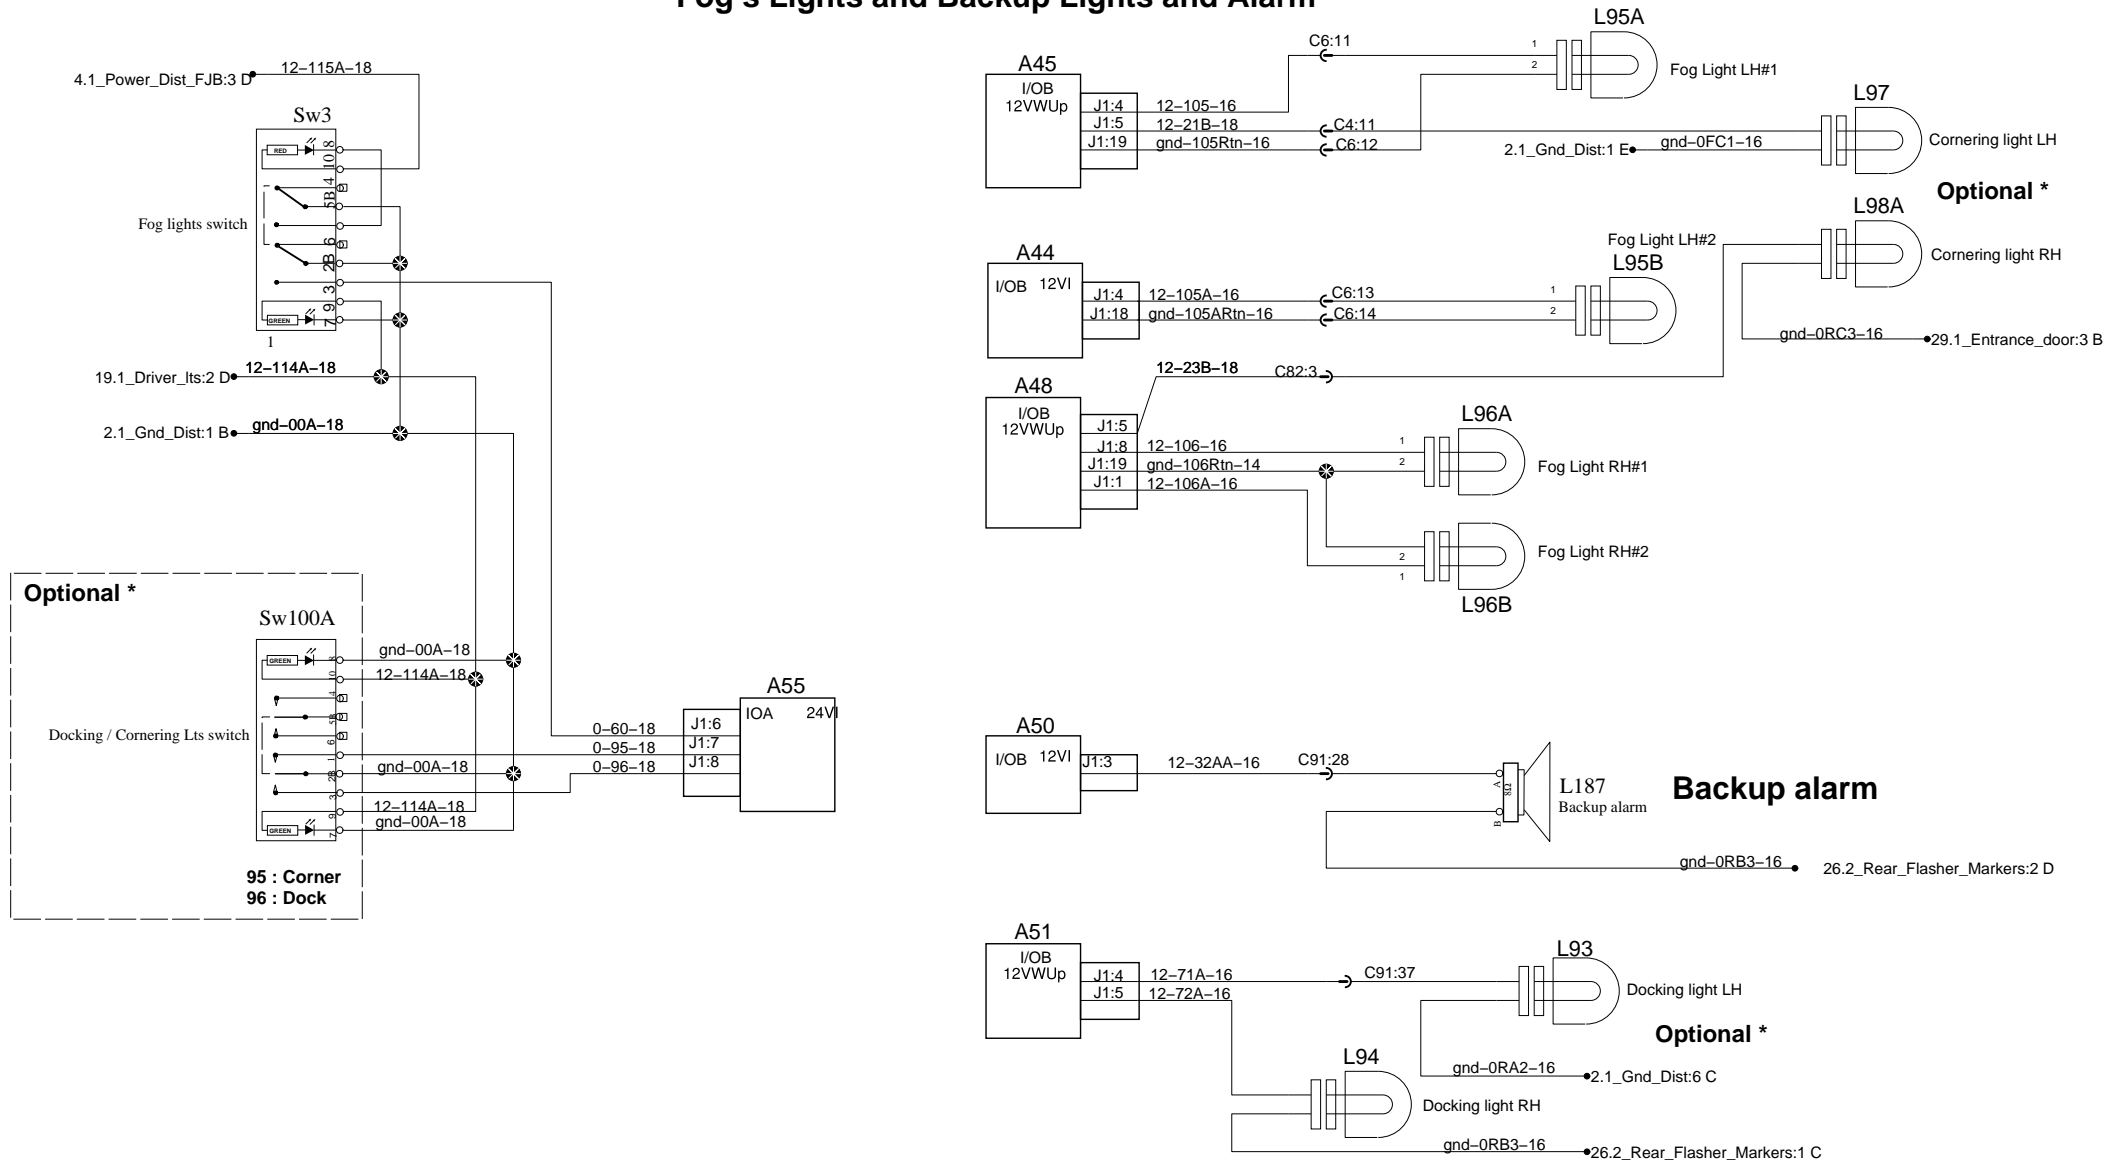 Fog's Lights and Backup Lights and Alarm
4.1_Power_Dist_FJB:3 D
12-115A-18
Sw3
RED
8
10
4
5B
6
2B
3
9
7
GREEN
1
Fog lights switch
19.1_Driver_lts:2 D
12-114A-18
2.1_Gnd_Dist:1 B
gnd-00A-18
Optional *
Sw100A
GREEN
8
10
4
5B
6
1
2B
3
9
7
GREEN
Docking / Cornering Lts switch
gnd-00A-18
12-114A-18
gnd-00A-18
12-114A-18
gnd-00A-18
95 : Corner
96 : Dock
0-60-18
0-95-18
0-96-18
A55
IOA 24VI
J1:6
J1:7
J1:8
A45
I/OB
12VWUp
J1:4
J1:5
J1:19
12-105-16
12-21B-18
gnd-105Rtn-16
C6:11
C4:11
C6:12
1
2
L95A
Fog Light LH#1
2.1_Gnd_Dist:1 E
gnd-0FC1-16
L97
Cornering light LH
Optional *
L98A
Cornering light RH
gnd-0RC3-16
29.1_Entrance_door:3 B
A44
I/OB 12VI
J1:4
J1:18
12-105A-16
gnd-105ARtn-16
C6:13
C6:14
1
2
Fog Light LH#2
L95B
A48
I/OB
12VWUp
J1:5
J1:8
J1:19
J1:1
12-23B-18
C82:3
12-106-16
gnd-106Rtn-14
12-106A-16
1
2
L96A
Fog Light RH#1
2
1
Fog Light RH#2
L96B
A50
I/OB 12VI
J1:3
12-32AA-16
C91:28
A
8Ω
B
L187
Backup alarm
Backup alarm
gnd-0RB3-16
26.2_Rear_Flasher_Markers:2 D
A51
I/OB
12VWUp
J1:4
J1:5
12-71A-16
12-72A-16
C91:37
L93
Docking light LH
Optional *
gnd-0RA2-16
2.1_Gnd_Dist:6 C
L94
Docking light RH
gnd-0RB3-16
26.2_Rear_Flasher_Markers:1 C